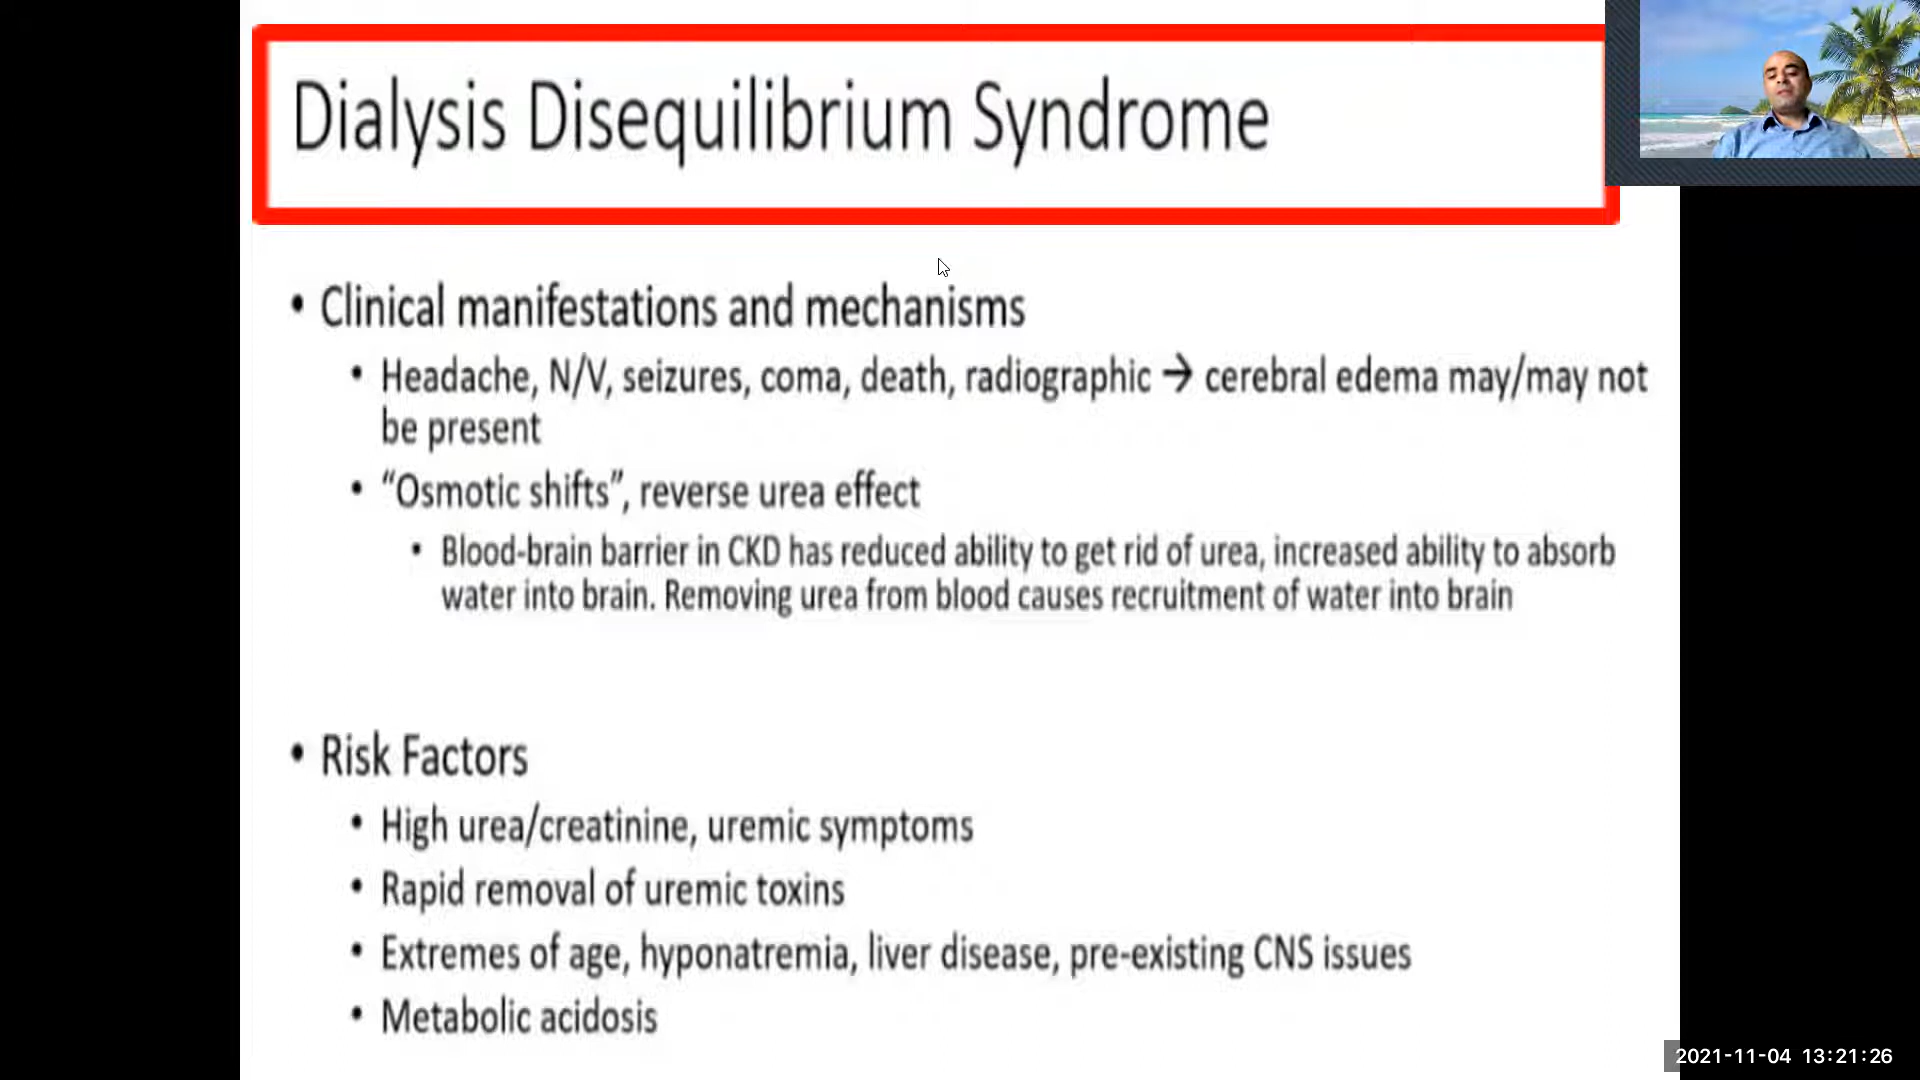 Dialysis Disequilibrium Syndrome
• Clinical manifestations and mechanisms
• Headache, N/V, seizures, coma, death, radiographic → cerebral edema may/may not
be present
• “Osmotic shifts”, reverse urea effect
• Blood-brain barrier in CKD has reduced ability to get rid of urea, increased ability to absorb
water into brain. Removing urea from blood causes recruitment of water into brain
• Risk Factors
• High urea/creatinine, uremic symptoms
• Rapid removal of uremic toxins
• Extremes of age, hyponatremia, liver disease, pre-existing CNS issues
• Metabolic acidosis
2021-11-04 13:21:26